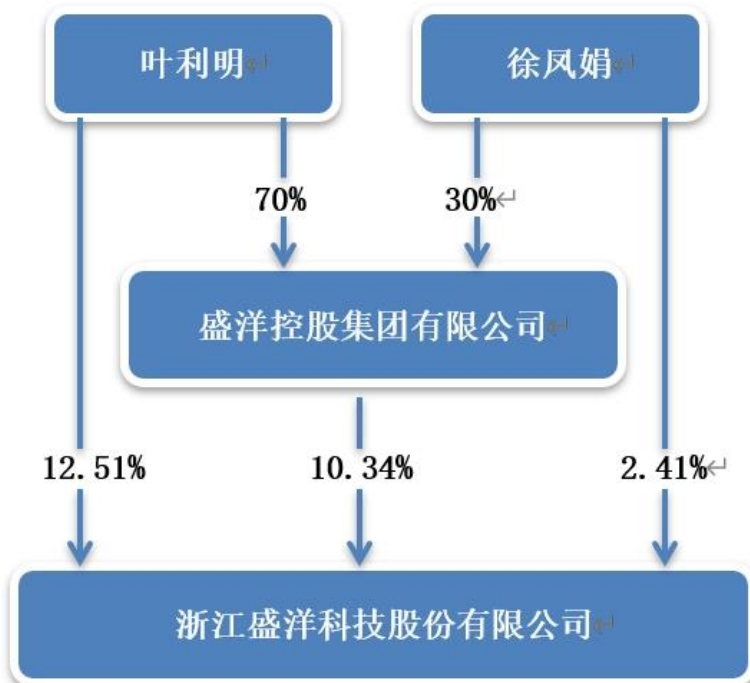 叶利明
徐凤娟
70%
30%
盛洋控股集团有限公司
12.51%
10.34%
2.41%
浙江盛洋科技股份有限公司